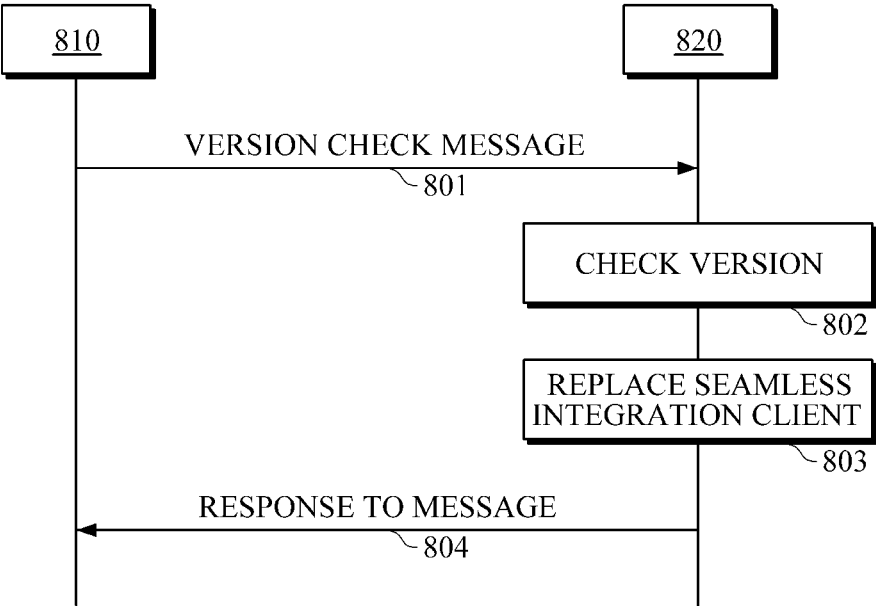 810
820
VERSION CHECK MESSAGE
801
CHECK VERSION
802
REPLACE SEAMLESS
INTEGRATION CLIENT
803
RESPONSE TO MESSAGE
804